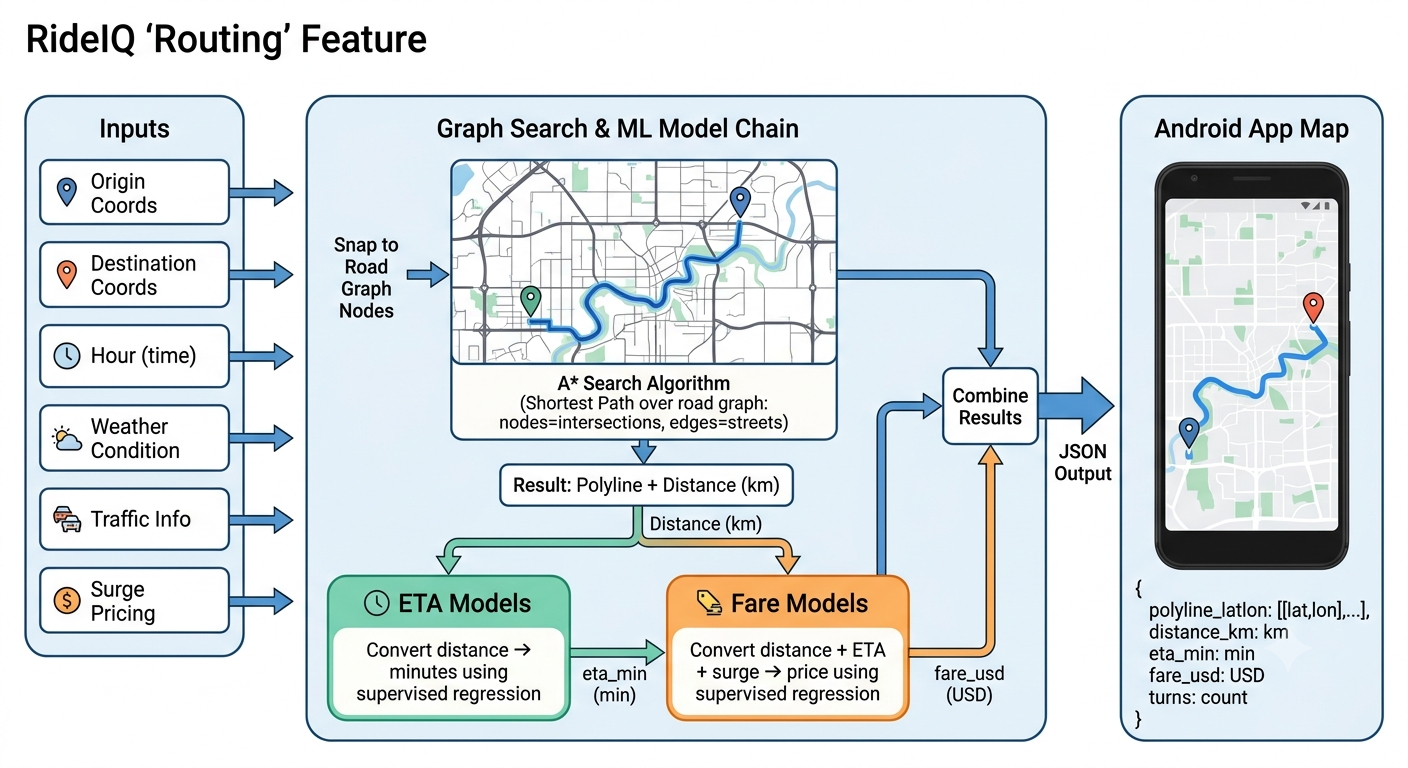 RideIQ ‘Routing’ Feature
Inputs
Origin
Coords
Destination
Coords
Hour (time)
Weather
Condition
Traffic Info
$
Surge
Pricing
Graph Search & ML Model Chain
Snap to
Road
Graph
Nodes
A* Search Algorithm
(Shortest Path over road graph:
nodes=intersections, edges=streets)
Result: Polyline + Distance (km)
Distance (km)
ETA Models
Convert distance →
minutes using
supervised regression
eta_min
(min)
Fare Models
Convert distance + ETA
+ surge → price using
supervised regression
fare_usd
(USD)
Combine
Results
JSON
Output
Android App Map
{
polyline_latlon: [[lat,lon],...],
distance_km: km
eta_min: min
fare_usd: USD
turns: count
}